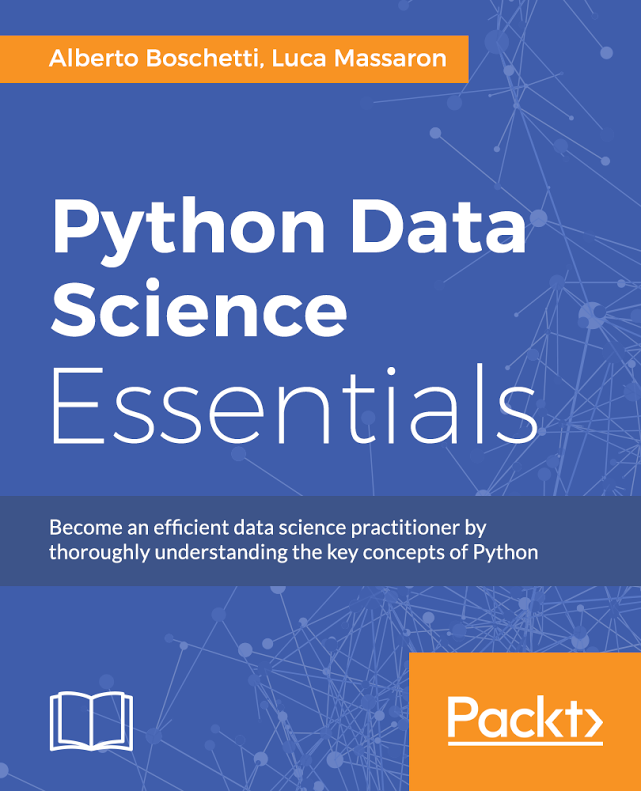 Alberto Boschetti, Luca Massaron
Python Data
Science
Essentials
Become an efficient data science practitioner by
thoroughly understanding the key concepts of Python
Packt>